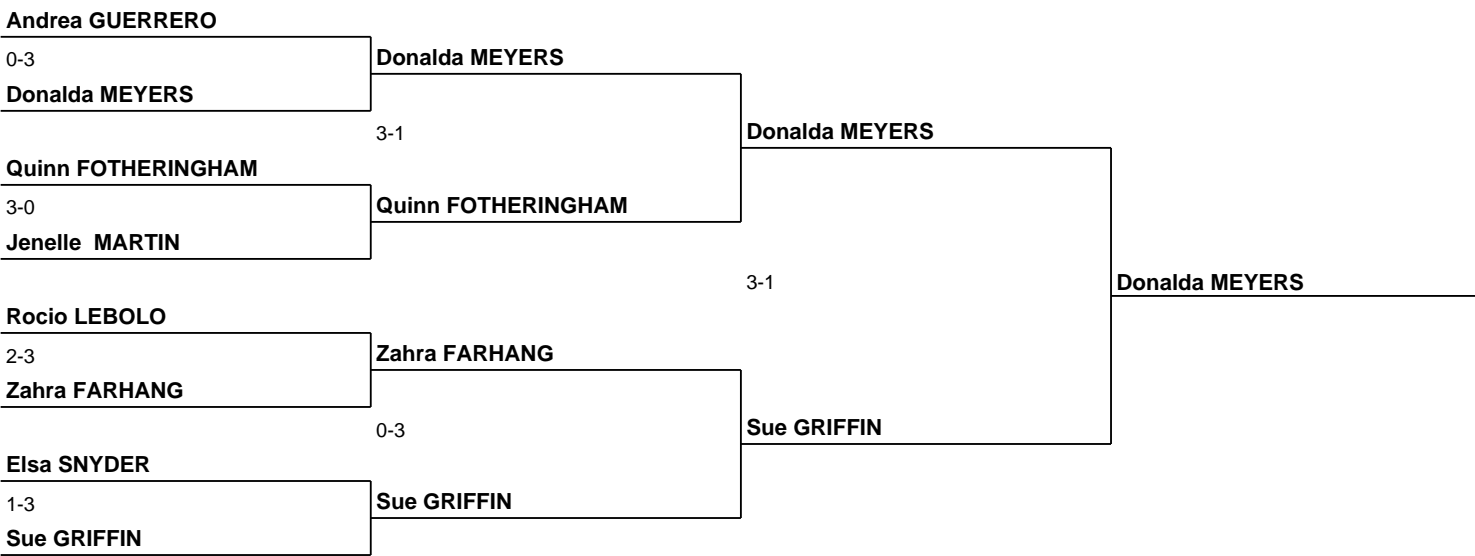 Andrea GUERRERO
0-3
Donalda MEYERS
Donalda MEYERS
3-1
Donalda MEYERS
Quinn FOTHERINGHAM
3-0
Quinn FOTHERINGHAM
Jenelle  MARTIN
3-1
Donalda MEYERS
Rocio LEBOLO
2-3
Zahra FARHANG
Zahra FARHANG
0-3
Sue GRIFFIN
Elsa SNYDER
1-3
Sue GRIFFIN
Sue GRIFFIN